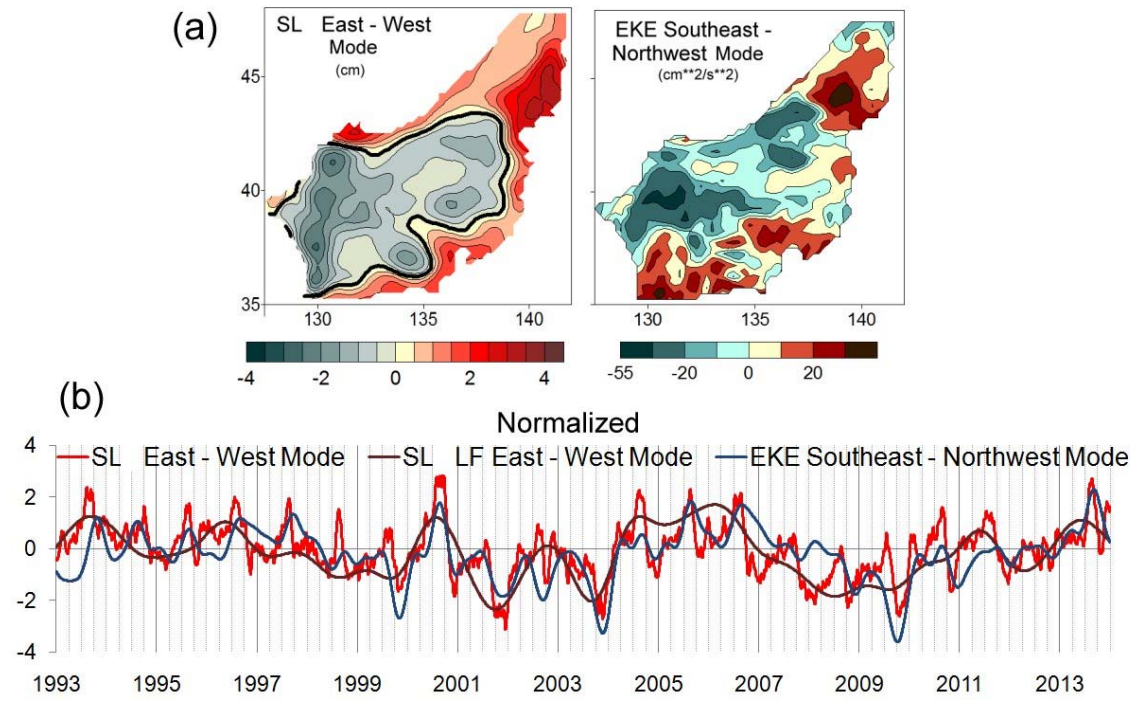 (a)
SL East - West
Mode
(cm)
EKE Southeast -
Northwest Mode
(cm**2/s**2)
45
40
35
130 135 140
130 135 140
-4 -2 0 2 4
-55 -20 0 20
(b)
Normalized
SL East - West Mode SL LF East - West Mode EKE Southeast - Northwest Mode
4
2
0
-2
-4
1993 1995 1997 1999 2001 2003 2005 2007 2009 2011 2013